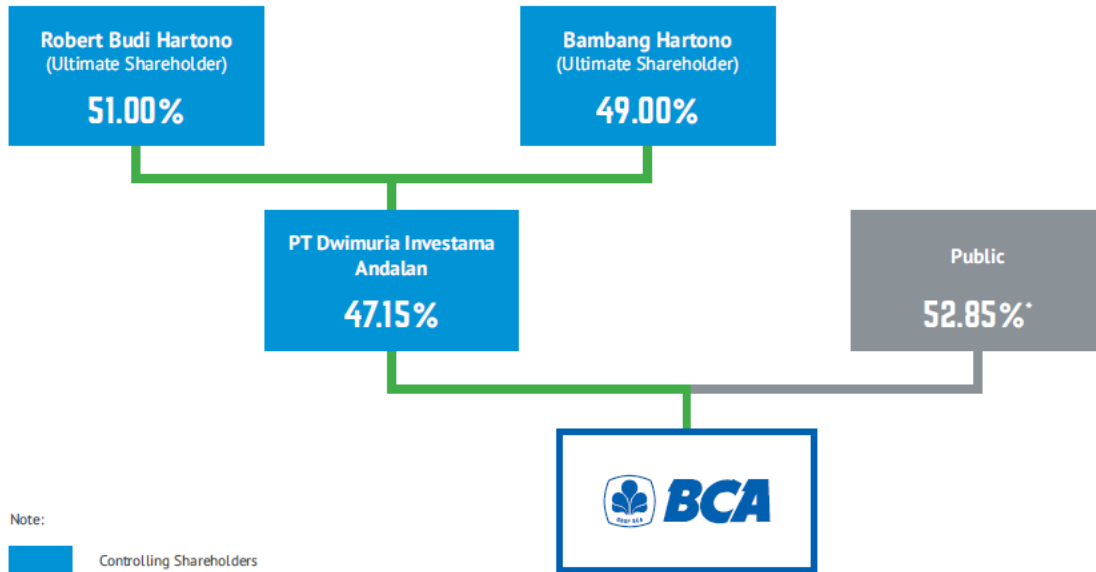 Robert Budi Hartono
(Ultimate Shareholder)
51.00%
Bambang Hartono
(Ultimate Shareholder)
49.00%
PT Dwimuria Investama
Andalan
47.15%
Public
52.85%*
BCA
Note:
Controlling Shareholders